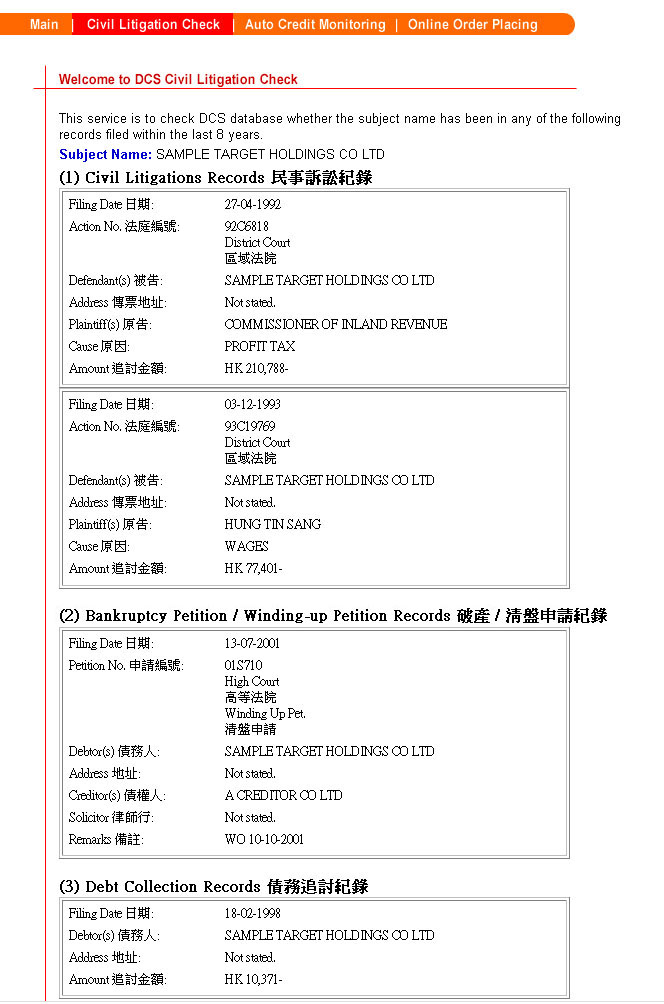 Main | Civil Litigation Check | Auto Credit Monitoring | Online Order Placing
Welcome to DCS Civil Litigation Check
This service is to check DCS database whether the subject name has been in any of the following
records filed within the last 8 years.
Subject Name: SAMPLE TARGET HOLDINGS CO LTD
(1) Civil Litigations Records 民事訴訟紀錄
Filing Date 日期: 27-04-1992
Action No. 法庭編號: 92C6818
District Court
區域法院
Defendant(s) 被告: SAMPLE TARGET HOLDINGS CO LTD
Address 傳票地址: Not stated.
Plaintiff(s) 原告: COMMISSIONER OF INLAND REVENUE
Cause 原因: PROFIT TAX
Amount 追討金額: HK 210,788-
Filing Date 日期: 03-12-1993
Action No. 法庭編號: 93C19769
District Court
區域法院
Defendant(s) 被告: SAMPLE TARGET HOLDINGS CO LTD
Address 傳票地址: Not stated.
Plaintiff(s) 原告: HUNG TIN SANG
Cause 原因: WAGES
Amount 追討金額: HK 77,401-
(2) Bankruptcy Petition / Winding-up Petition Records 破產 / 清盤申請紀錄
Filing Date 日期: 13-07-2001
Petition No. 申請編號: 01S710
High Court
高等法院
Winding Up Pet.
清盤申請
Debtor(s) 債務人: SAMPLE TARGET HOLDINGS CO LTD
Address 地址: Not stated.
Creditor(s) 債權人: A CREDITOR CO LTD
Solicitor 律師行: Not stated.
Remarks 備註: WO 10-10-2001
(3) Debt Collection Records 債務追討紀錄
Filing Date 日期: 18-02-1998
Debtor(s) 債務人: SAMPLE TARGET HOLDINGS CO LTD
Address 地址: Not stated.
Amount 追討金額: HK 10,371-